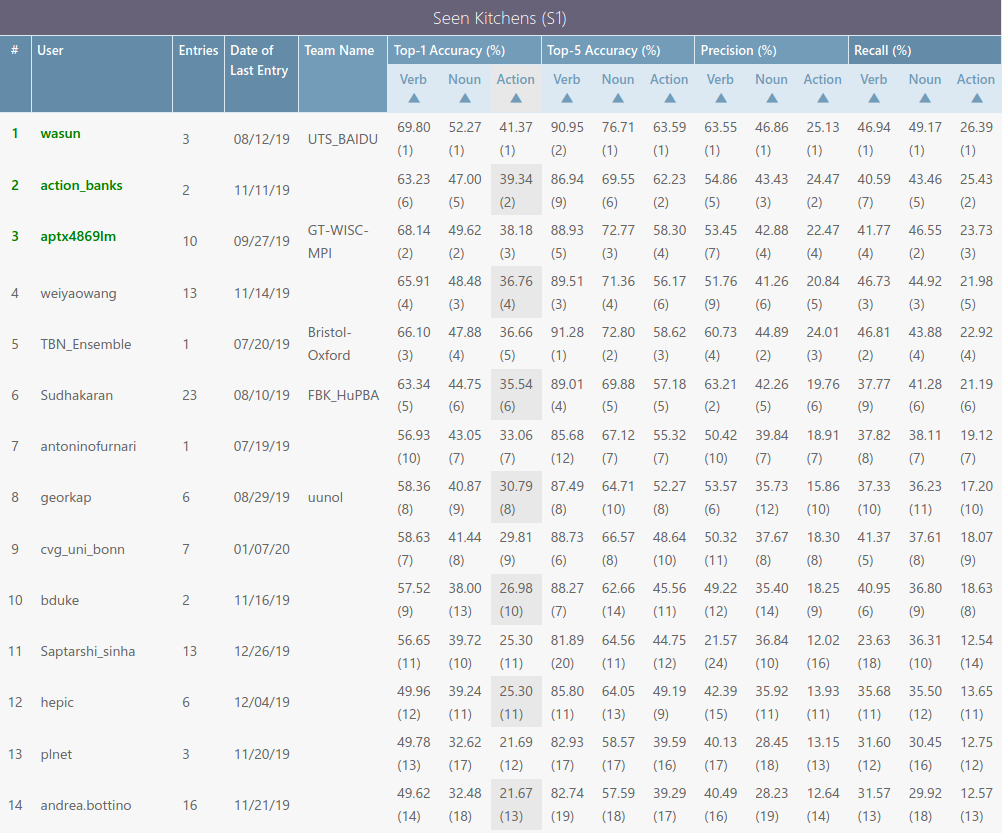 Seen Kitchens (S1)
# User Entries Date of Last Entry Team Name Top-1 Accuracy (%) Top-5 Accuracy (%) Precision (%) Recall (%)
Verb Noun Action Verb Noun Action Verb Noun Action Verb Noun Action
▲ ▲ ▲ ▲ ▲ ▲ ▲ ▲ ▲ ▲ ▲ ▲
1 wasun 3 08/12/19 UTS_BAIDU 69.80 52.27 41.37 90.95 76.71 63.59 63.55 46.86 25.13 46.94 49.17 26.39
(1) (1) (1) (2) (1) (1) (1) (1) (1) (1) (1) (1)
2 action_banks 2 11/11/19 63.23 47.00 39.34 86.94 69.55 62.23 54.86 43.43 24.47 40.59 43.46 25.43
(6) (5) (2) (9) (6) (2) (5) (3) (2) (7) (5) (2)
3 aptx4869lm 10 09/27/19 GT-WISC-MPI 68.14 49.62 38.18 88.93 72.77 58.30 53.45 42.88 22.47 41.77 46.55 23.73
(2) (2) (3) (5) (3) (4) (7) (4) (4) (4) (2) (3)
4 weiyaowang 13 11/14/19 65.91 48.48 36.76 89.51 71.36 56.17 51.76 41.26 20.84 46.73 44.92 21.98
(4) (3) (4) (3) (4) (6) (9) (6) (5) (3) (3) (5)
5 TBN_Ensemble 1 07/20/19 Bristol-Oxford 66.10 47.88 36.66 91.28 72.80 58.62 60.73 44.89 24.01 46.81 43.88 22.92
(3) (4) (5) (1) (2) (3) (4) (2) (3) (2) (4) (4)
6 Sudhakaran 23 08/10/19 FBK_HuPBA 63.34 44.75 35.54 89.01 69.88 57.18 63.21 42.26 19.76 37.77 41.28 21.19
(5) (6) (6) (4) (5) (5) (2) (5) (6) (9) (6) (6)
7 antoninofurnari 1 07/19/19 56.93 43.05 33.06 85.68 67.12 55.32 50.42 39.84 18.91 37.82 38.11 19.12
(10) (7) (7) (12) (7) (7) (10) (7) (7) (8) (7) (7)
8 georkap 6 08/29/19 uunol 58.36 40.87 30.79 87.49 64.71 52.27 53.57 35.73 15.86 37.33 36.23 17.20
(8) (9) (8) (8) (10) (8) (6) (12) (10) (10) (11) (10)
9 cvg_uni_bonn 7 01/07/20 58.63 41.44 29.81 88.73 66.57 48.64 50.32 37.67 18.30 41.37 37.61 18.07
(7) (8) (9) (6) (8) (10) (11) (8) (8) (5) (8) (9)
10 bduke 2 11/16/19 57.52 38.00 26.98 88.27 62.66 45.56 49.22 35.40 18.25 40.95 36.80 18.63
(9) (13) (10) (7) (14) (11) (12) (14) (9) (6) (9) (8)
11 Saptarshi_sinha 13 12/26/19 56.65 39.72 25.30 81.89 64.56 44.75 21.57 36.84 12.02 23.63 36.31 12.54
(11) (10) (11) (20) (11) (12) (24) (10) (16) (18) (10) (14)
12 hepic 6 12/04/19 49.96 39.24 25.30 85.80 64.05 49.19 42.39 35.92 13.93 35.68 35.50 13.65
(12) (11) (11) (11) (13) (9) (15) (11) (11) (11) (12) (11)
13 plnet 3 11/20/19 49.78 32.62 21.69 82.93 58.57 39.59 40.13 28.45 13.15 31.60 30.45 12.75
(13) (17) (12) (17) (17) (16) (17) (18) (13) (12) (16) (12)
14 andrea.bottino 16 11/21/19 49.62 32.48 21.67 82.74 57.59 39.29 40.49 28.23 12.64 31.57 29.92 12.57
(14) (18) (13) (19) (18) (17) (16) (19) (14) (13) (18) (13)